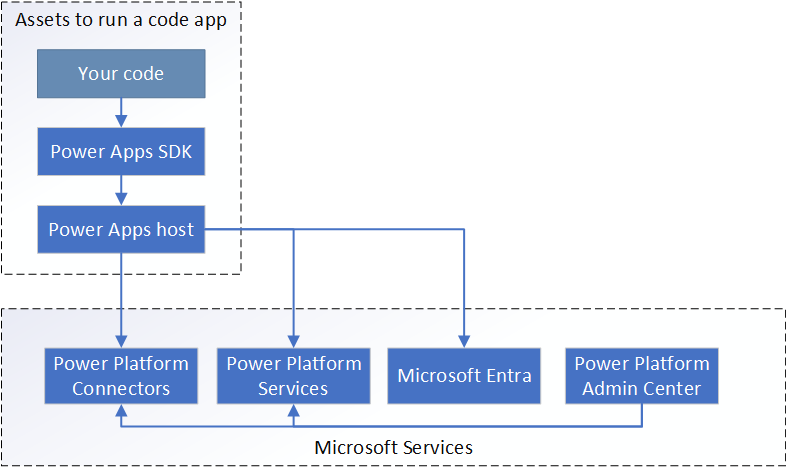 Assets to run a code app
Your code
Power Apps SDK
Power Apps host
Power Platform
Connectors
Power Platform
Services
Microsoft Entra
Power Platform
Admin Center
Microsoft Services